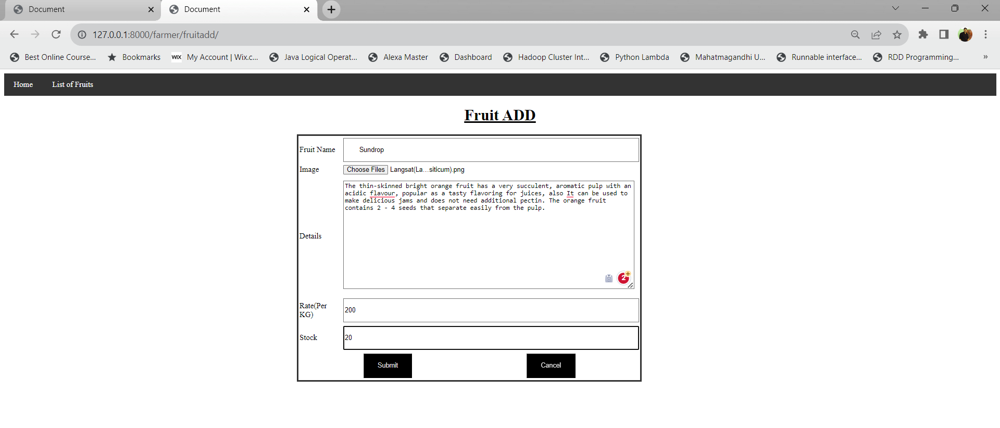 Document
Document
127.0.0.1:8000/farmer/fruitadd/
Best Online Course... Bookmarks WIX My Account | Wix.c... Java Logical Operat... Alexa Master Dashboard Hadoop Cluster Int... Python Lambda Mahatmagandhi U... Runnable interface... RDD Programming... »
Home List of Fruits
Fruit ADD
Fruit Name Sundrop
Image Choose Files Langsat(La...siticum).png
The thin-skinned bright orange fruit has a very succulent, aromatic pulp with an
acidic flavour, popular as a tasty flavoring for juices, also It can be used to
make delicious jams and does not need additional pectin. The orange fruit
contains 2 - 4 seeds that separate easily from the pulp.
Details
2+
Rate(Per
KG)
200
Stock 20
Submit Cancel